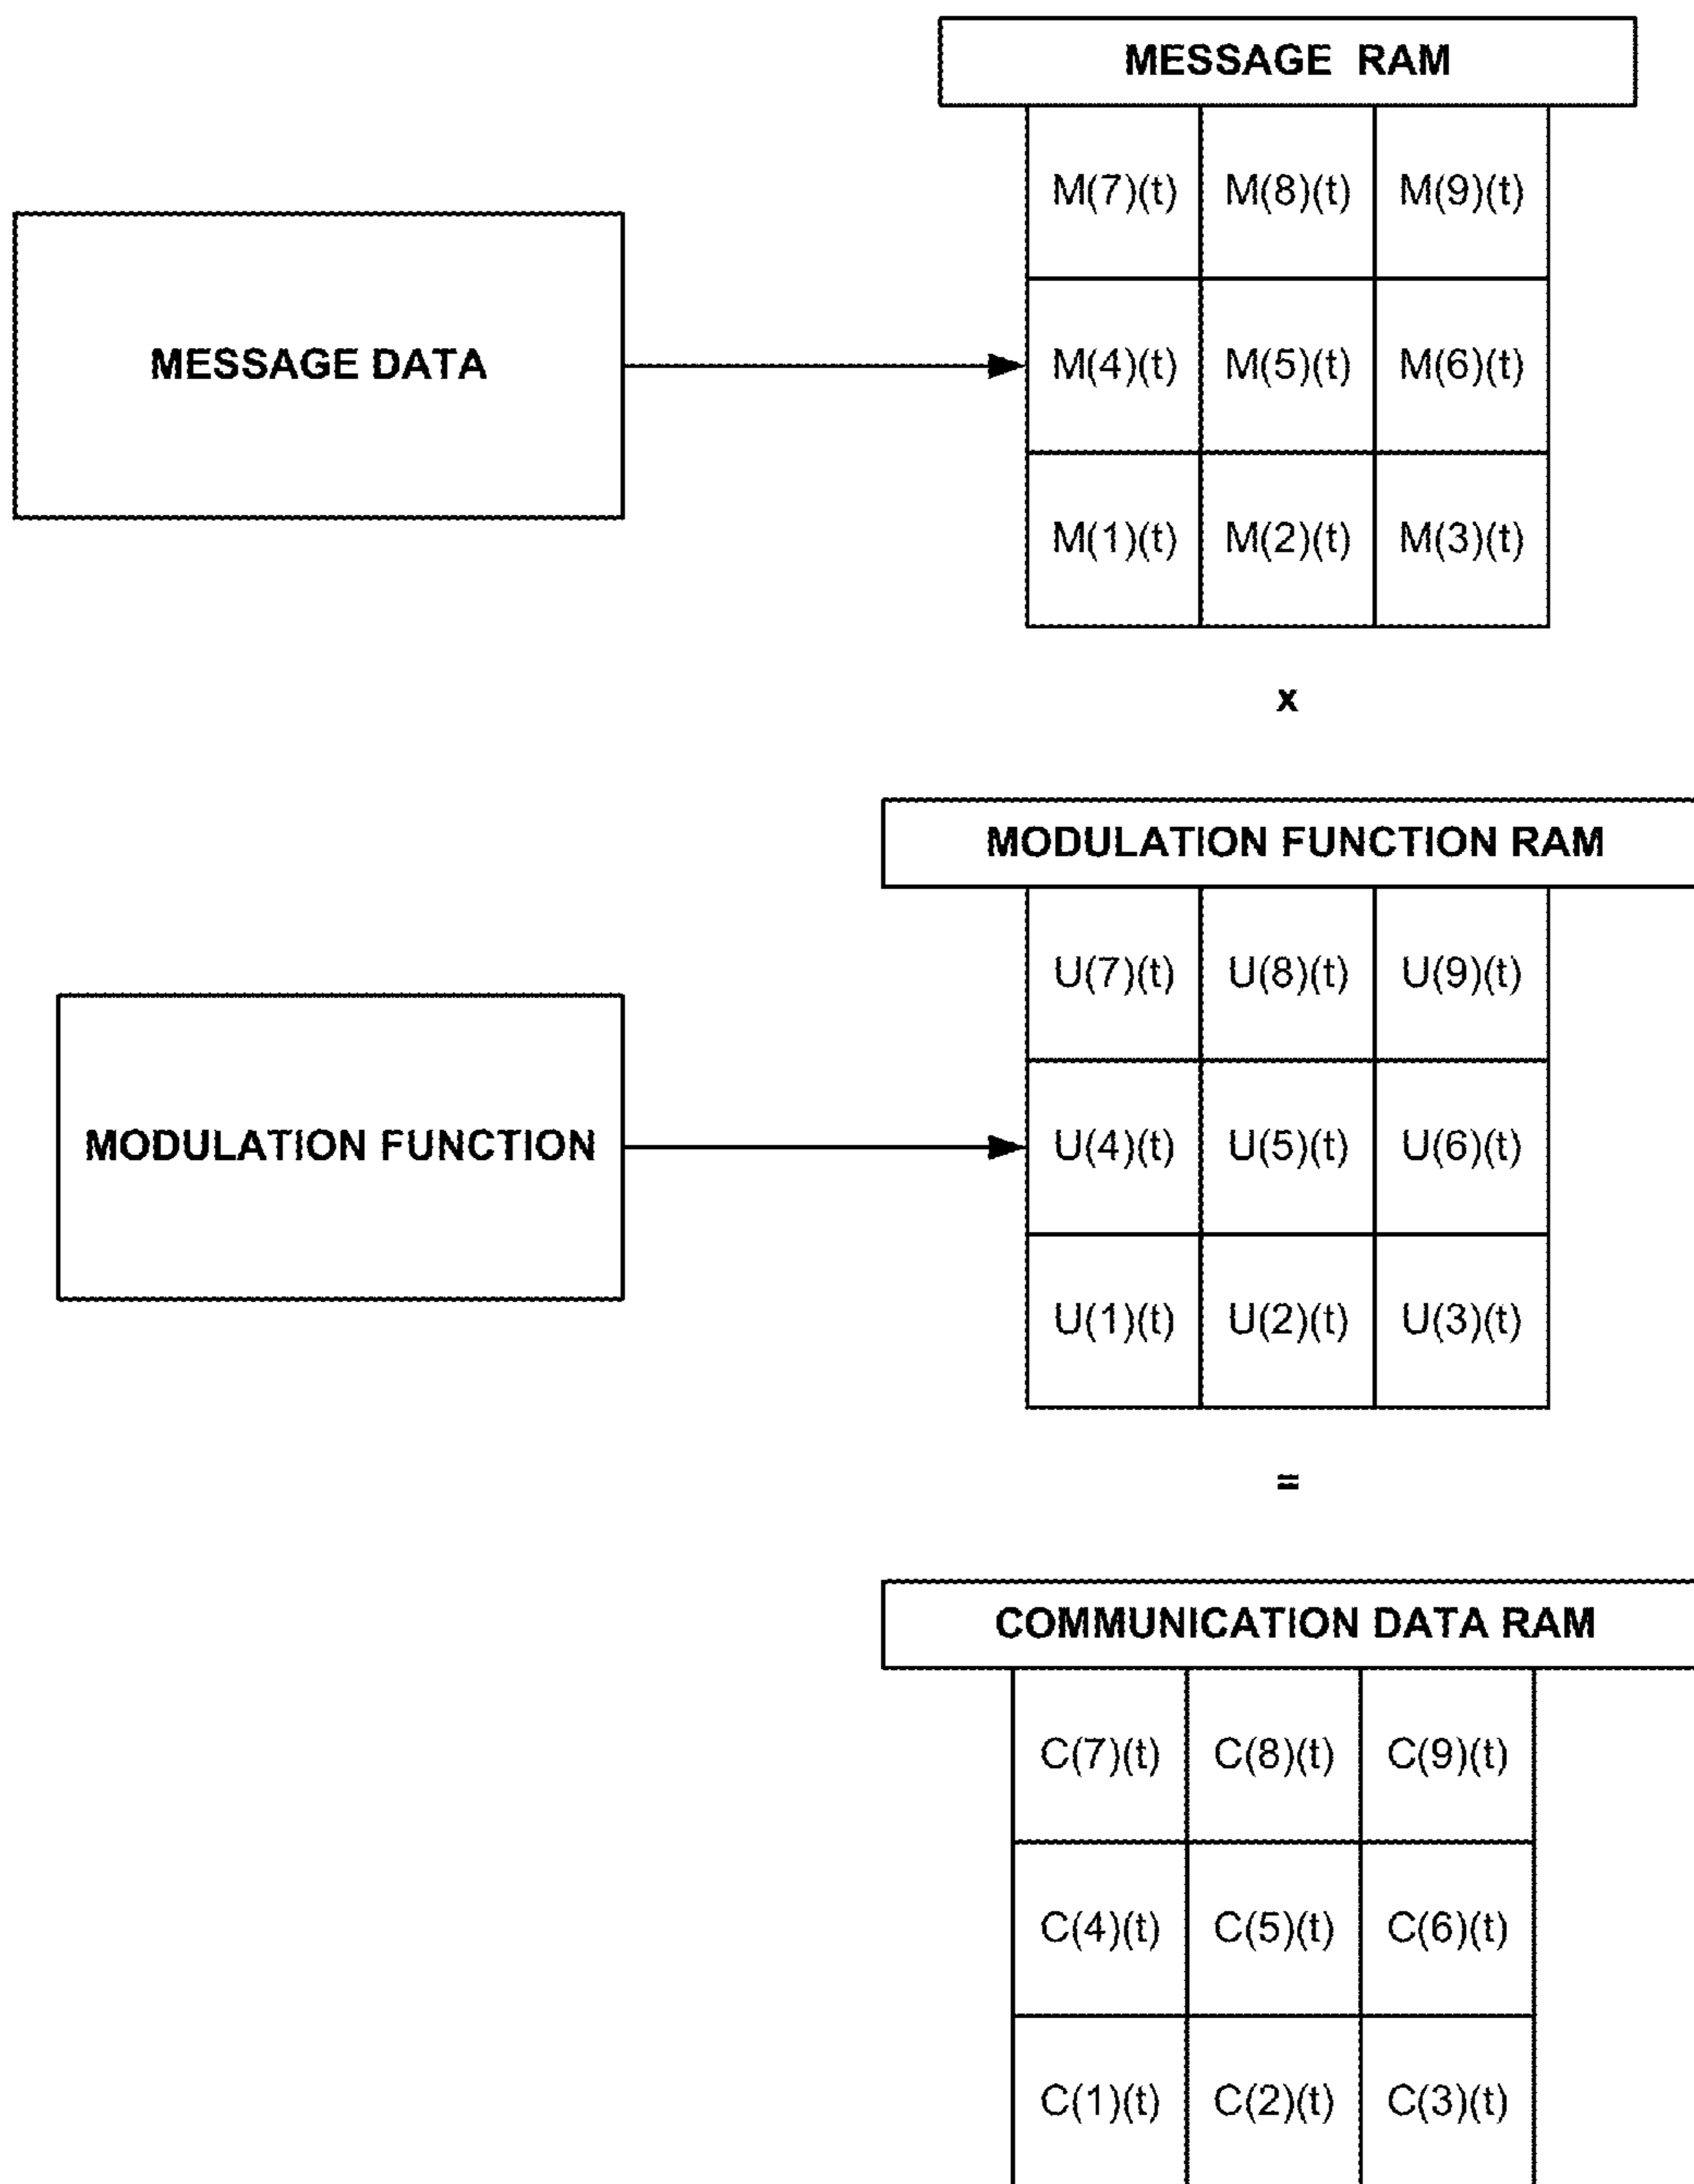 MESSAGE RAM
M(7)(t) M(8)(t) M(9)(t)
MESSAGE DATA
M(4)(t) M(5)(t) M(6)(t)
M(1)(t) M(2)(t) M(3)(t)
x
MODULATION FUNCTION RAM
U(7)(t) U(8)(t) U(9)(t)
MODULATION FUNCTION
U(4)(t) U(5)(t) U(6)(t)
U(1)(t) U(2)(t) U(3)(t)
=
COMMUNICATION DATA RAM
C(7)(t) C(8)(t) C(9)(t)
C(4)(t) C(5)(t) C(6)(t)
C(1)(t) C(2)(t) C(3)(t)